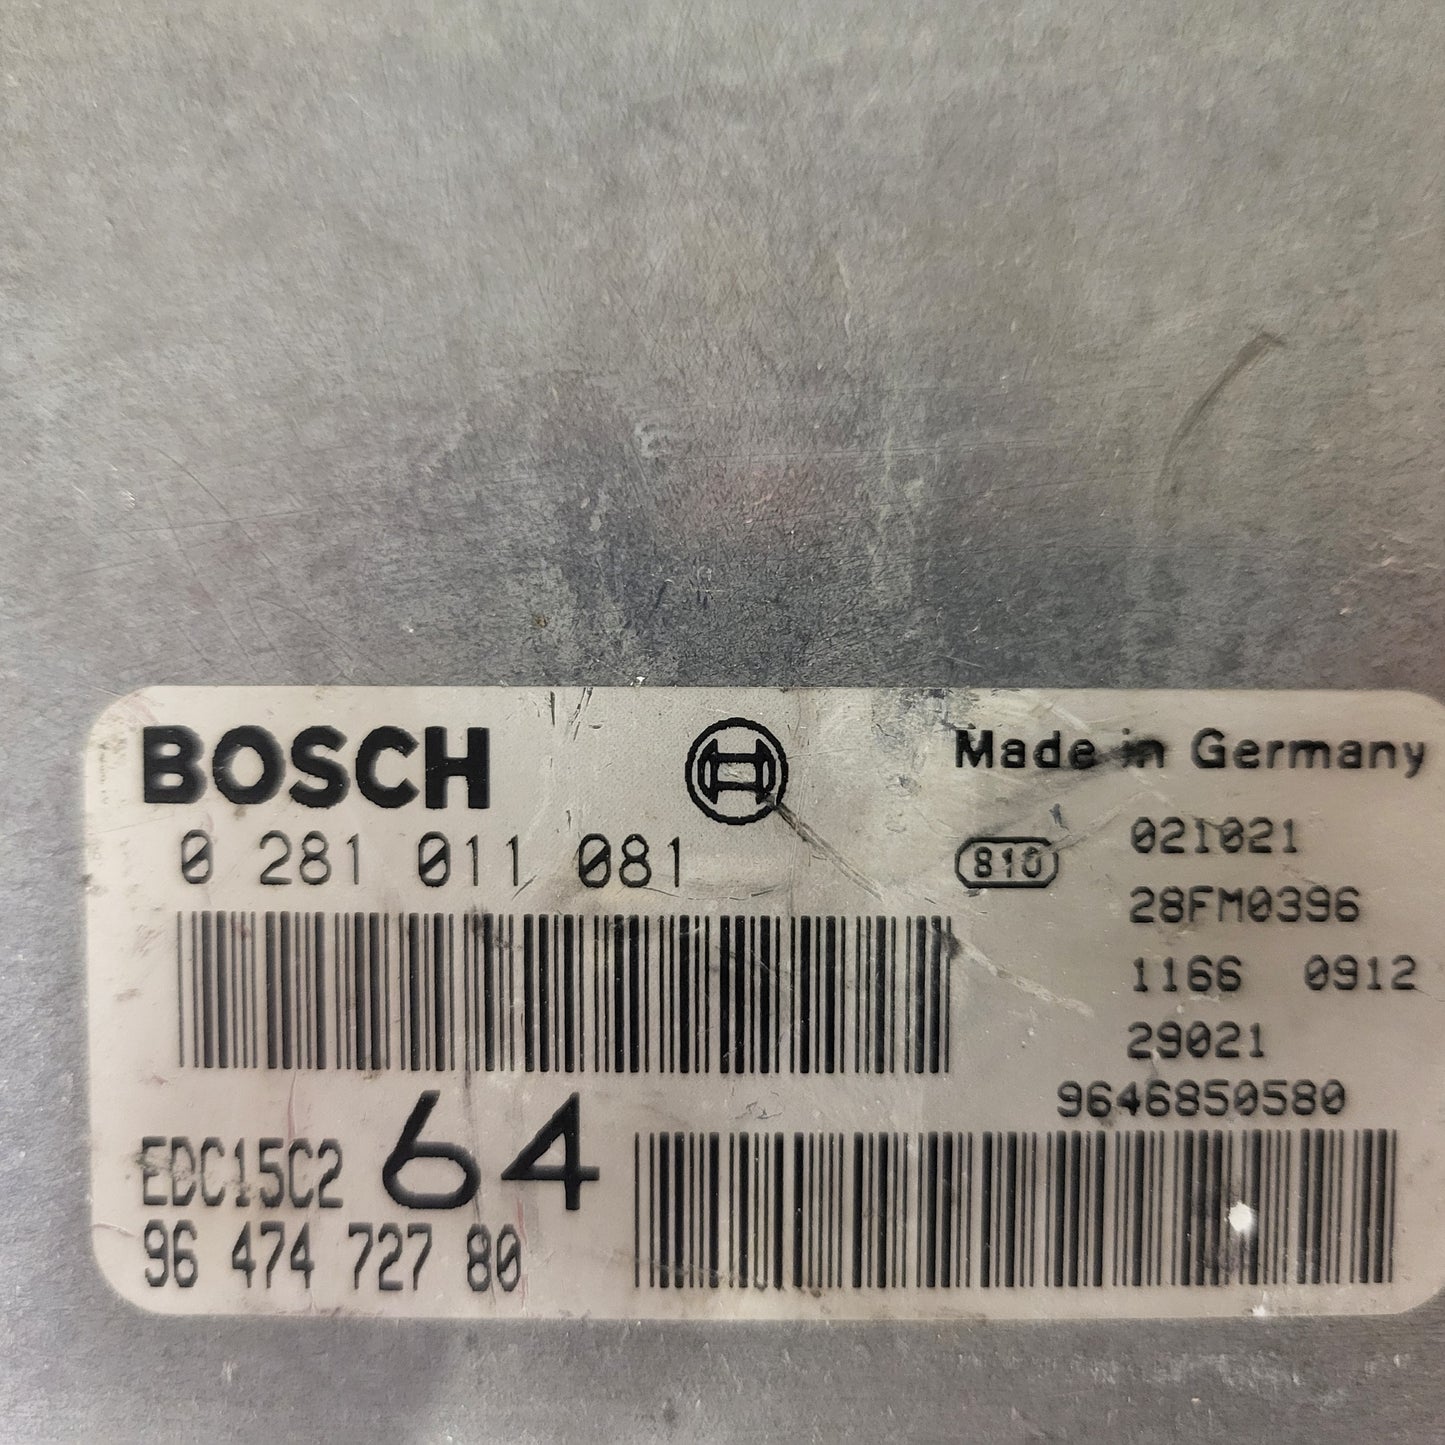 BOSCH
Made in Germany
0 281 011 081
810
021021
28FM0396
1166 0912
29021
9646850580
EDC15C2 64
96 474 727 80